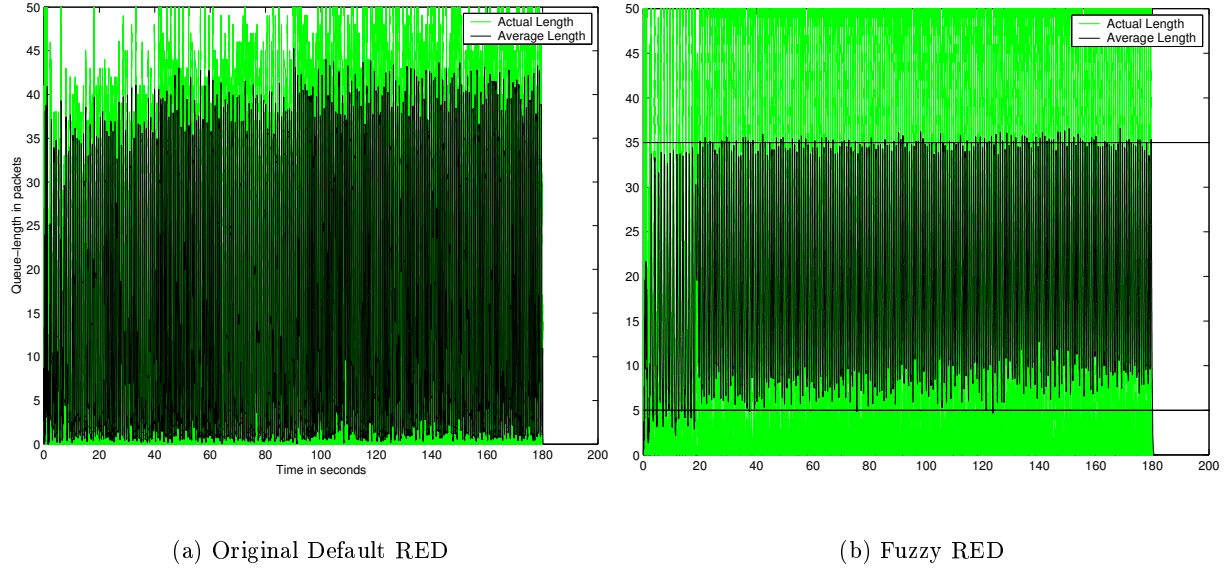 50
45
40
35
30
25
20
15
10
5
0
Queue-length in packets
0 20 40 60 80 100 120 140 160 180 200
Time in seconds
Actual Length
Average Length
(a) Original Default RED
50
45
40
35
30
25
20
15
10
5
0
0 20 40 60 80 100 120 140 160 180 200
Actual Length
Average Length
(b) Fuzzy RED